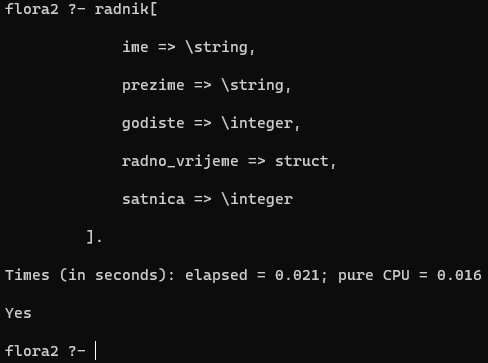 flora2 ?- radnik[
ime => \string,
prezime => \string,
godiste => \integer,
radno_vrijeme => struct,
satnica => \integer
].
Times (in seconds): elapsed = 0.021; pure CPU = 0.016
Yes
flora2 ?-